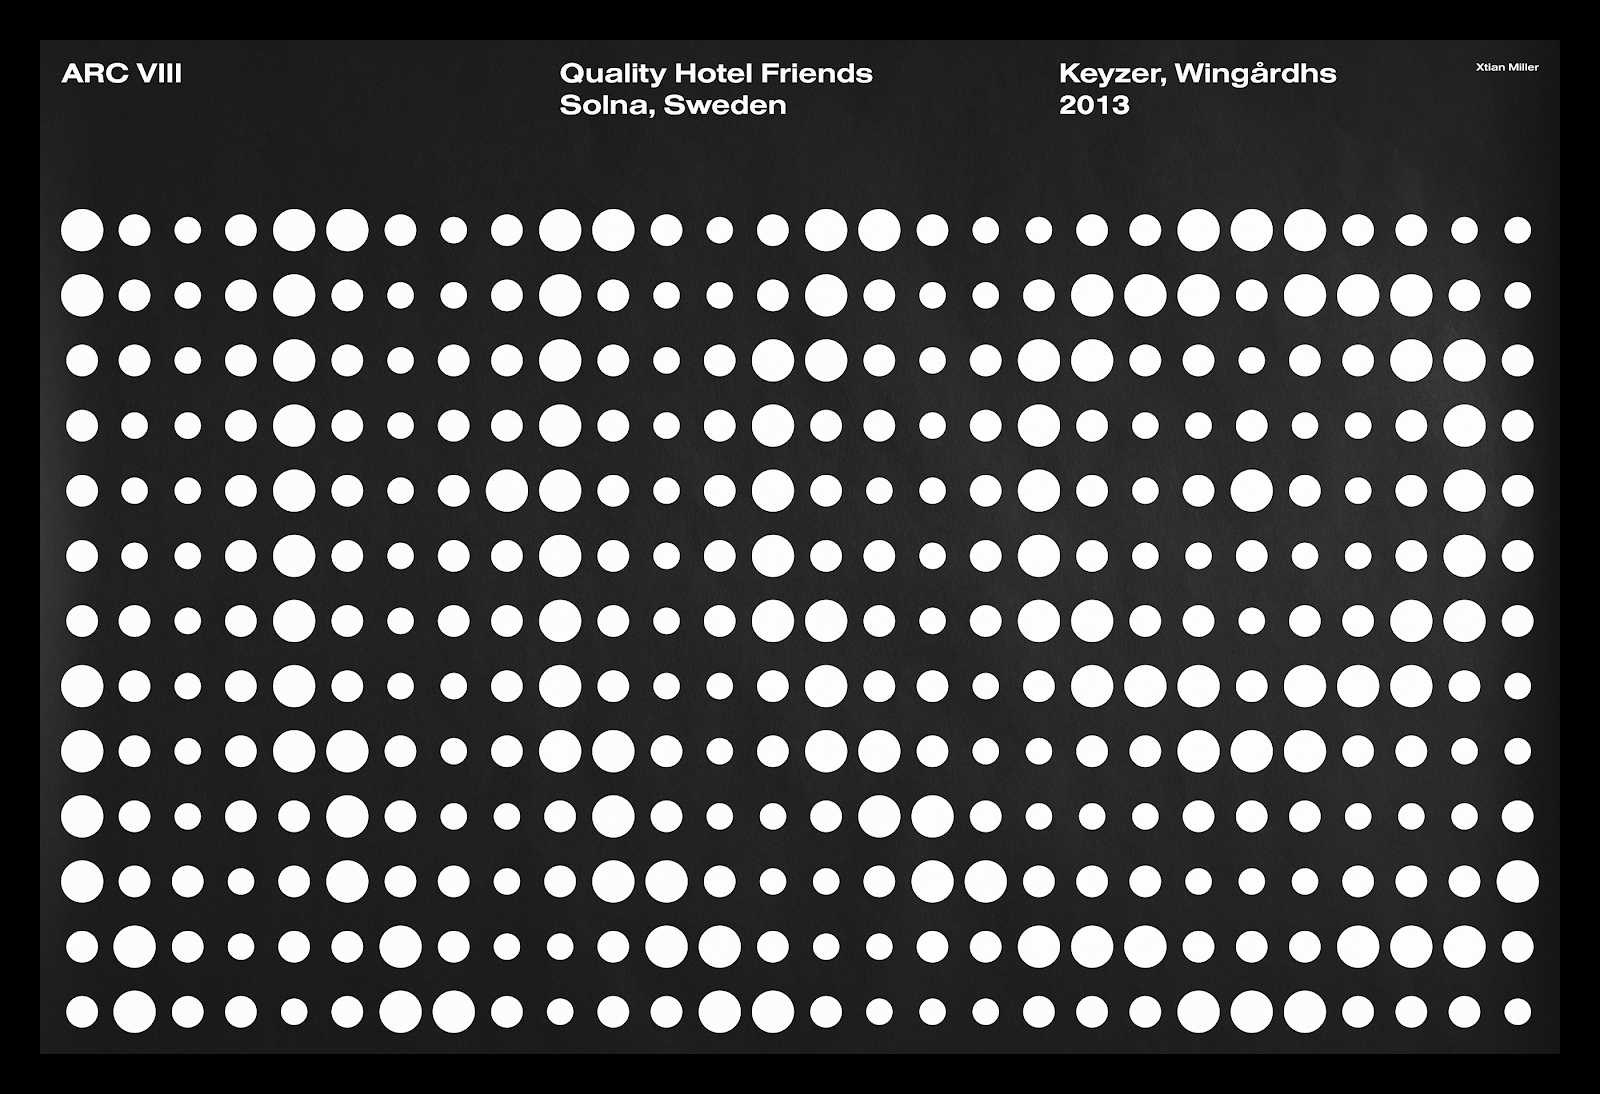 ARC VIII
Quality Hotel Friends
Solna, Sweden
Keyzer, Wingårdhs
2013
Xtian Miller